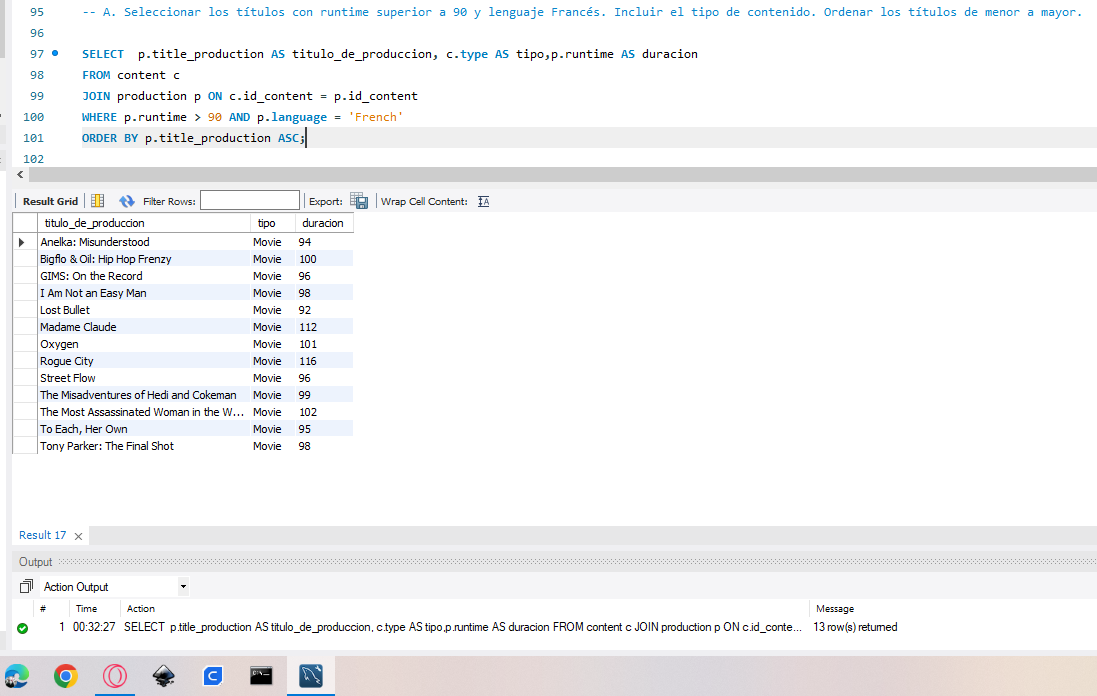 95 -- A. Seleccionar los títulos con runtime superior a 90 y lenguaje Francés. Incluir el tipo de contenido. Ordenar los títulos de menor a mayor.
96
97 SELECT p.title_production AS titulo_de_produccion, c.type AS tipo,p.runtime AS duracion
98 FROM content c
99 JOIN production p ON c.id_content = p.id_content
100 WHERE p.runtime > 90 AND p.language = 'French'
101 ORDER BY p.title_production ASC;
102
Result Grid Filter Rows: Export: Wrap Cell Content:
titulo_de_produccion tipo duracion
Anelka: Misunderstood Movie 94
Bigflo & Oli: Hip Hop Frenzy Movie 100
GIMS: On the Record Movie 96
I Am Not an Easy Man Movie 98
Lost Bullet Movie 92
Madame Claude Movie 112
Oxygen Movie 101
Rogue City Movie 116
Street Flow Movie 96
The Misadventures of Hedi and Cokeman Movie 99
The Most Assassinated Woman in the W... Movie 102
To Each, Her Own Movie 95
Tony Parker: The Final Shot Movie 98
Result 17
Output
Action Output
# Time Action Message
1 00:32:27 SELECT p.title_production AS titulo_de_produccion, c.type AS tipo,p.runtime AS duracion FROM content c JOIN production p ON c.id_conte... 13 row(s) returned